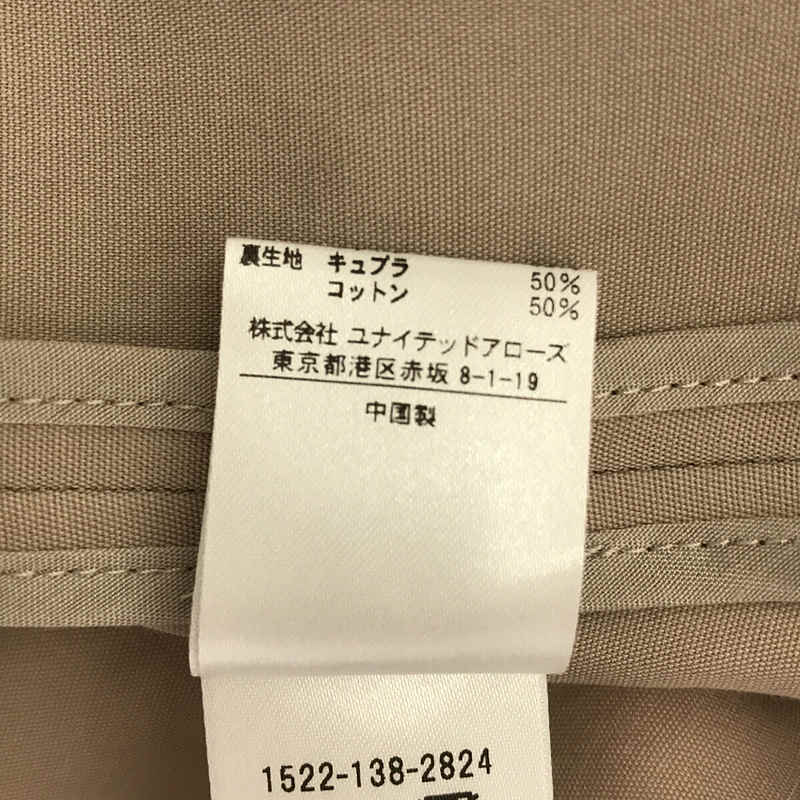 裏生地 キュプラ 50%
コットン 50%
株式会社 ユナイテッドアローズ
東京都港区赤坂 8-1-19
中国製
1522-138-2824